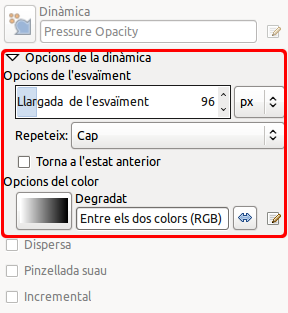 Dinàmica
Pressure Opacity
Opcions de la dinàmica
Opcions de l'esvaïment
Llargada de l'esvaïment 96 px
Repeteix: Cap
Torna a l'estat anterior
Opcions del color
Degradat
Entre els dos colors (RGB)
Dispersa
Pinzellada suau
Incremental